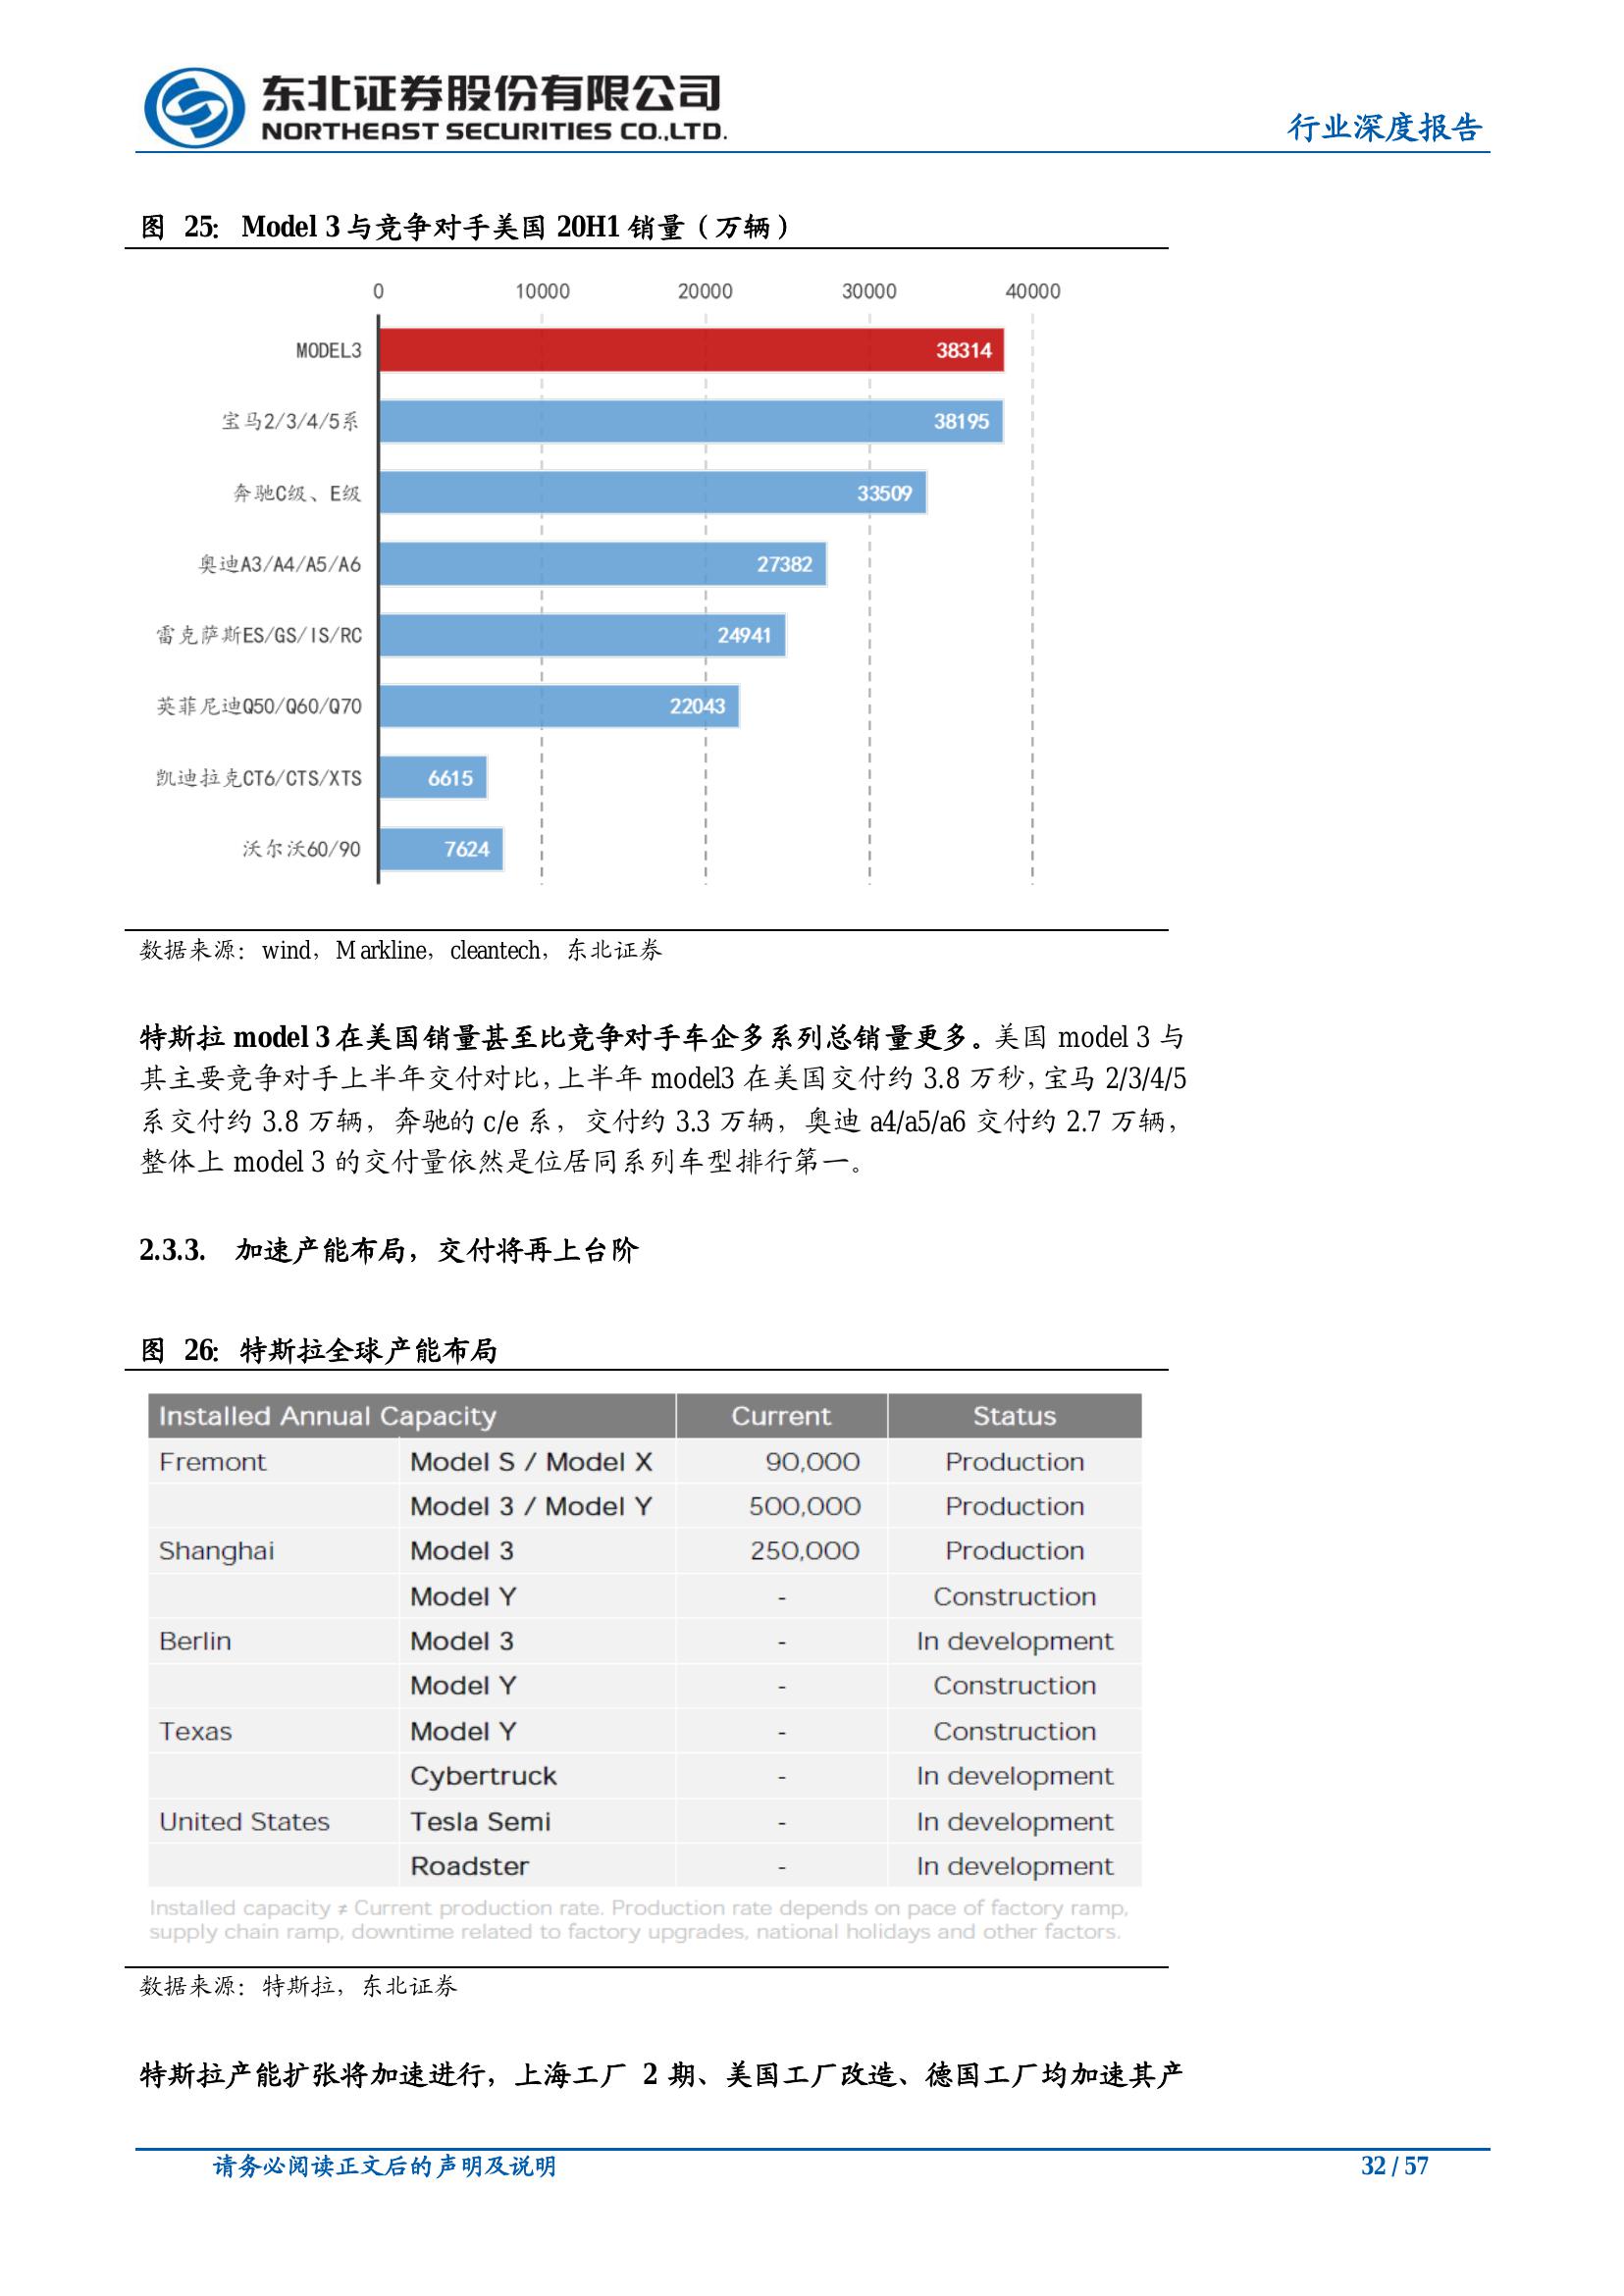 东北证券股份有限公司
NORTHEAST SECURITIES CO.,LTD.
行业深度报告
图 25: Model 3与竞争对手美国 20H1 销量（万辆）
0 10000 20000 30000 40000
MODEL3 38314
宝马2/3/4/5系 38195
奔驰C级、E级 33509
奥迪A3/A4/A5/A6 27382
雷克萨斯ES/GS/IS/RC 24941
英菲尼迪Q50/Q60/Q70 22043
凯迪拉克CT6/CTS/XTS 6615
沃尔沃60/90 7624
数据来源：wind，Markline，cleantech，东北证券
特斯拉 model 3 在美国销量甚至比竞争对手车企多系列总销量更多。美国 model 3 与
其主要竞争对手上半年交付对比，上半年 model3 在美国交付约 3.8 万秒，宝马 2/3/4/5
系交付约 3.8 万辆，奔驰的 c/e 系，交付约 3.3 万辆，奥迪 a4/a5/a6 交付约 2.7 万辆，
整体上 model 3 的交付量依然是位居同系列车型排行第一。
2.3.3. 加速产能布局，交付将再上台阶
图 26: 特斯拉全球产能布局
Installed Annual Capacity Current Status
Fremont Model S / Model X 90,000 Production
Model 3 / Model Y 500,000 Production
Shanghai Model 3 250,000 Production
Model Y - Construction
Berlin Model 3 - In development
Model Y - Construction
Texas Model Y - Construction
Cybertruck - In development
United States Tesla Semi - In development
Roadster - In development
Installed capacity ≠ Current production rate. Production rate depends on pace of factory ramp,
supply chain ramp, downtime related to factory upgrades, national holidays and other factors.
数据来源：特斯拉，东北证券
特斯拉产能扩张将加速进行，上海工厂 2 期、美国工厂改造、德国工厂均加速其产
请务必阅读正文后的声明及说明
32 / 57